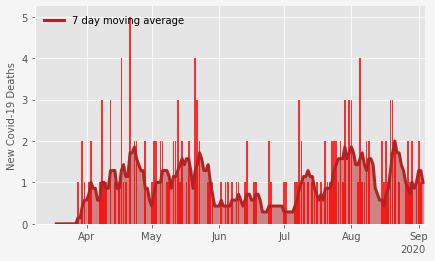 7 day moving average
New Covid-19 Deaths
5
4
3
2
1
0
Apr
May
Jun
Jul
Aug
Sep
2020